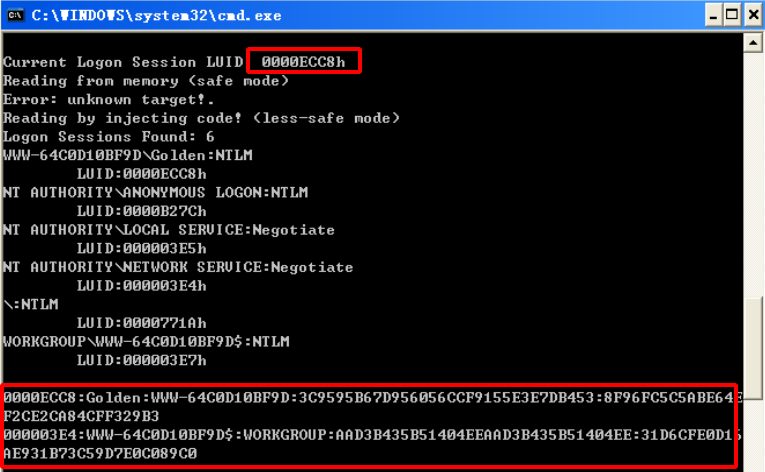 C:\WINDOWS\system32\cmd.exe
Current Logon Session LUID 0000ECC8h
Reading from memory (safe mode)
Error: unknown target!.
Reading by injecting code! (less-safe mode)
Logon Sessions Found: 6
WWW-64C0D10BF9D\Golden:NTLM
LUID:0000ECC8h
NT AUTHORITY\ANONYMOUS LOGON:NTLM
LUID:0000B27Ch
NT AUTHORITY\LOCAL SERVICE:Negotiate
LUID:000003E5h
NT AUTHORITY\NETWORK SERVICE:Negotiate
LUID:000003E4h
\:NTLM
LUID:0000771Ah
WORKGROUP\WWW-64C0D10BF9D$:NTLM
LUID:000003E7h
0000ECC8:Golden:WWW-64C0D10BF9D:3C9595B67D956056CCF9155E3E7DB453:8F96FC5C5ABE64E
F2CE2CA84CFF329B3
000003E4:WWW-64C0D10BF9D$:WORKGROUP:AAD3B435B51404EEAAD3B435B51404EE:31D6CFE0D16
AE931B73C59D7E0C089C0